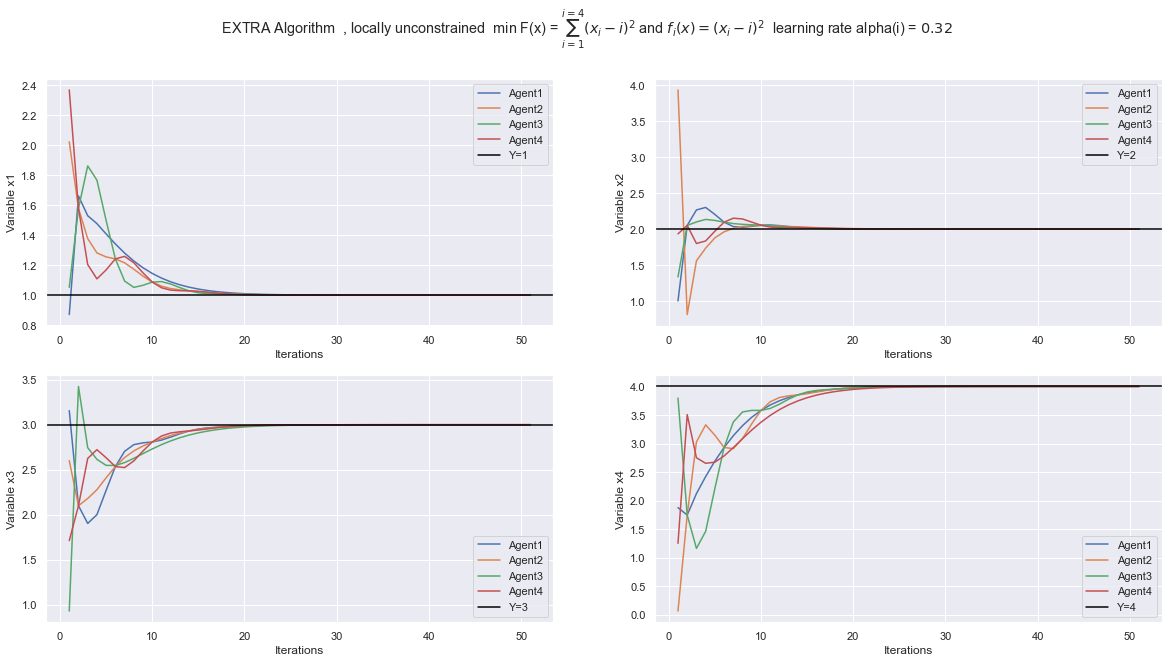 EXTRA Algorithm , locally unconstrained min F(x) = $\sum_{i=1}^{i=4}(x_i - i)^2$ and $f_i(x) = (x_i - i)^2$ learning rate alpha(i) = 0.32
2.4
2.2
2.0
1.8
1.6
1.4
1.2
1.0
0.8
Variable x1
0 10 20 30 40 50
Iterations
Agent1
Agent2
Agent3
Agent4
Y=1
4.0
3.5
3.0
2.5
2.0
1.5
1.0
Variable x2
0 10 20 30 40 50
Iterations
Agent1
Agent2
Agent3
Agent4
Y=2
3.5
3.0
2.5
2.0
1.5
1.0
Variable x3
0 10 20 30 40 50
Iterations
Agent1
Agent2
Agent3
Agent4
Y=3
4.0
3.5
3.0
2.5
2.0
1.5
1.0
0.5
0.0
Variable x4
0 10 20 30 40 50
Iterations
Agent1
Agent2
Agent3
Agent4
Y=4